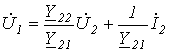 U̇₁ = Y₂₂/Y₂₁ U̇₂ + 1/Y₂₁ İ₂